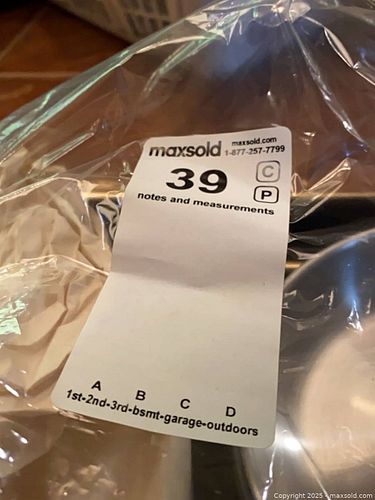 maxsold
maxsold.com
1-877-257-7799
39
C
P
notes and measurements
A B C D
1st-2nd-3rd-bsmt-garage-outdoors
Copyright 2025 - maxsold.com